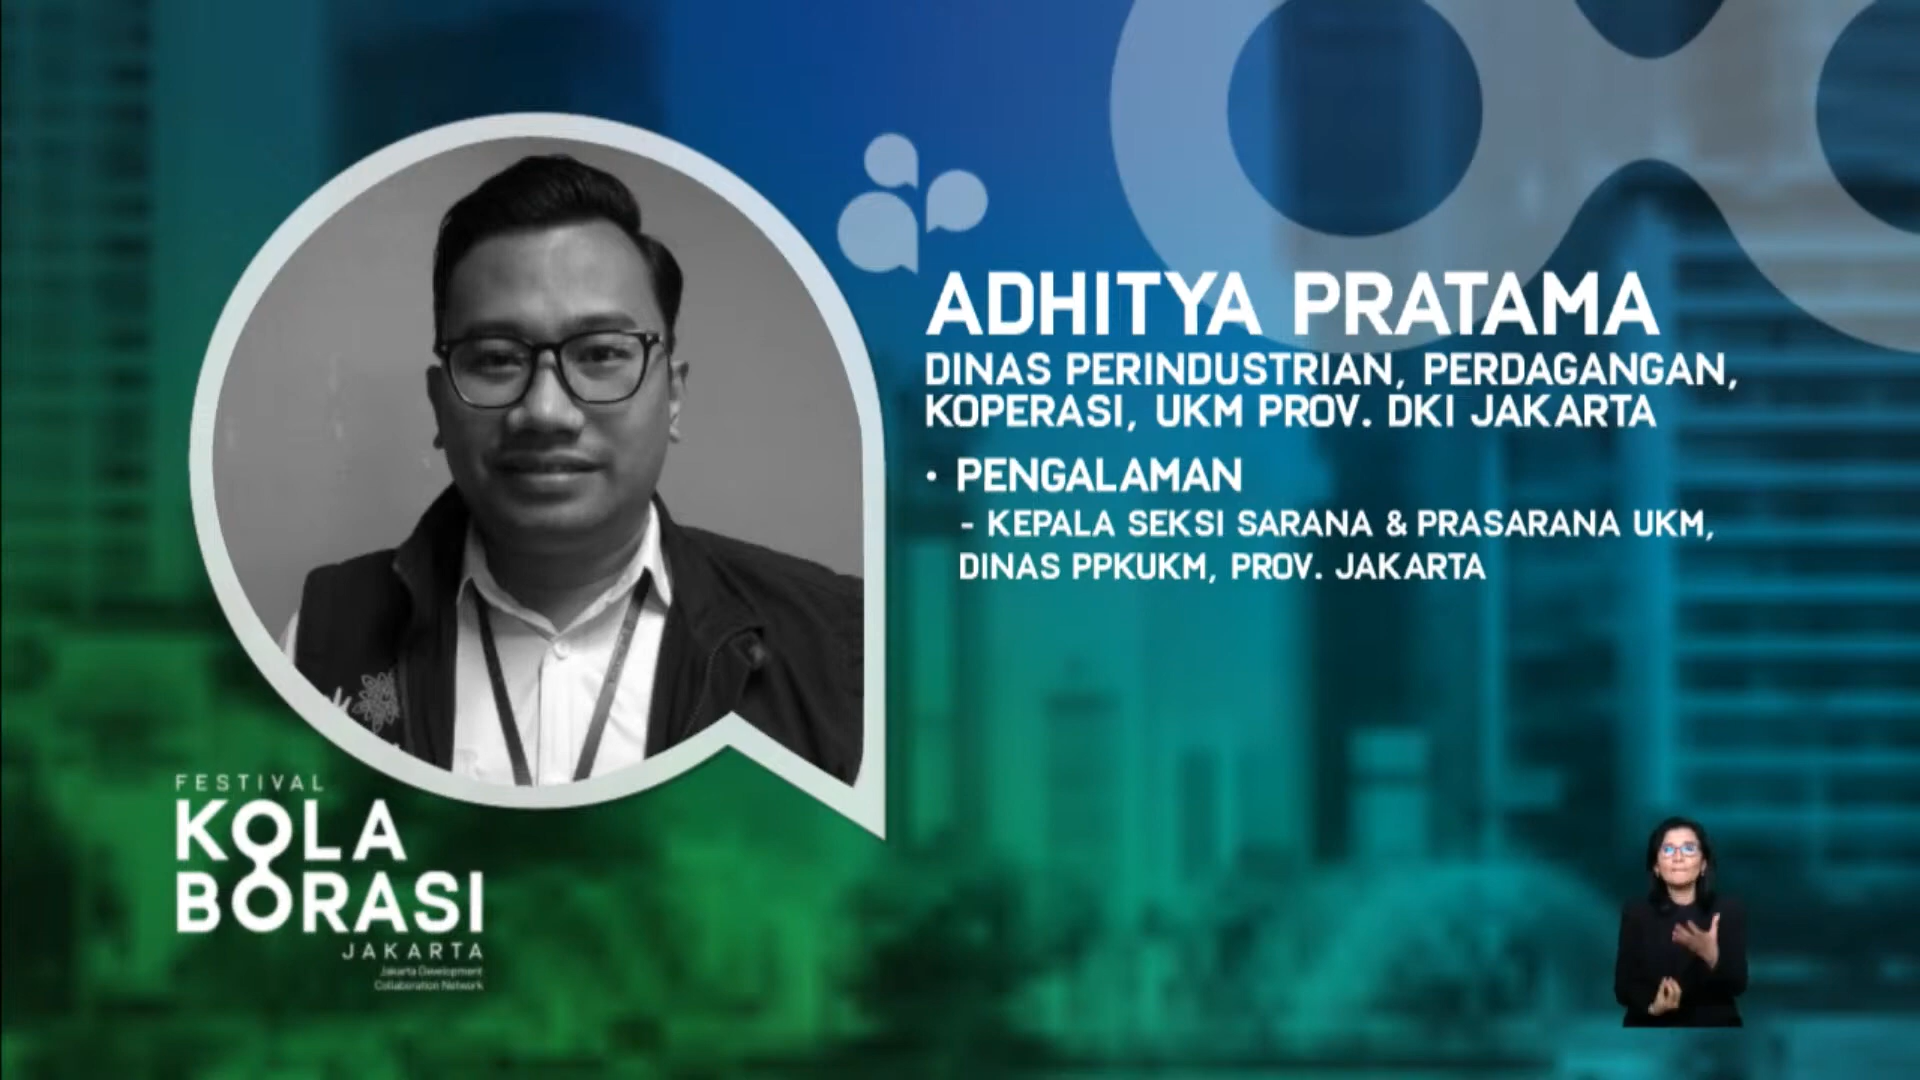 ADHITYA PRATAMA
DINAS PERINDUSTRIAN, PERDAGANGAN,
KOPERASI, UKM PROV. DKI JAKARTA
• PENGALAMAN
- KEPALA SEKSI SARANA & PRASARANA UKM,
DINAS PPKUKM, PROV. JAKARTA
FESTIVAL
KOLA
BORASI
JAKARTA
Jakarta Development
Collaboration Network